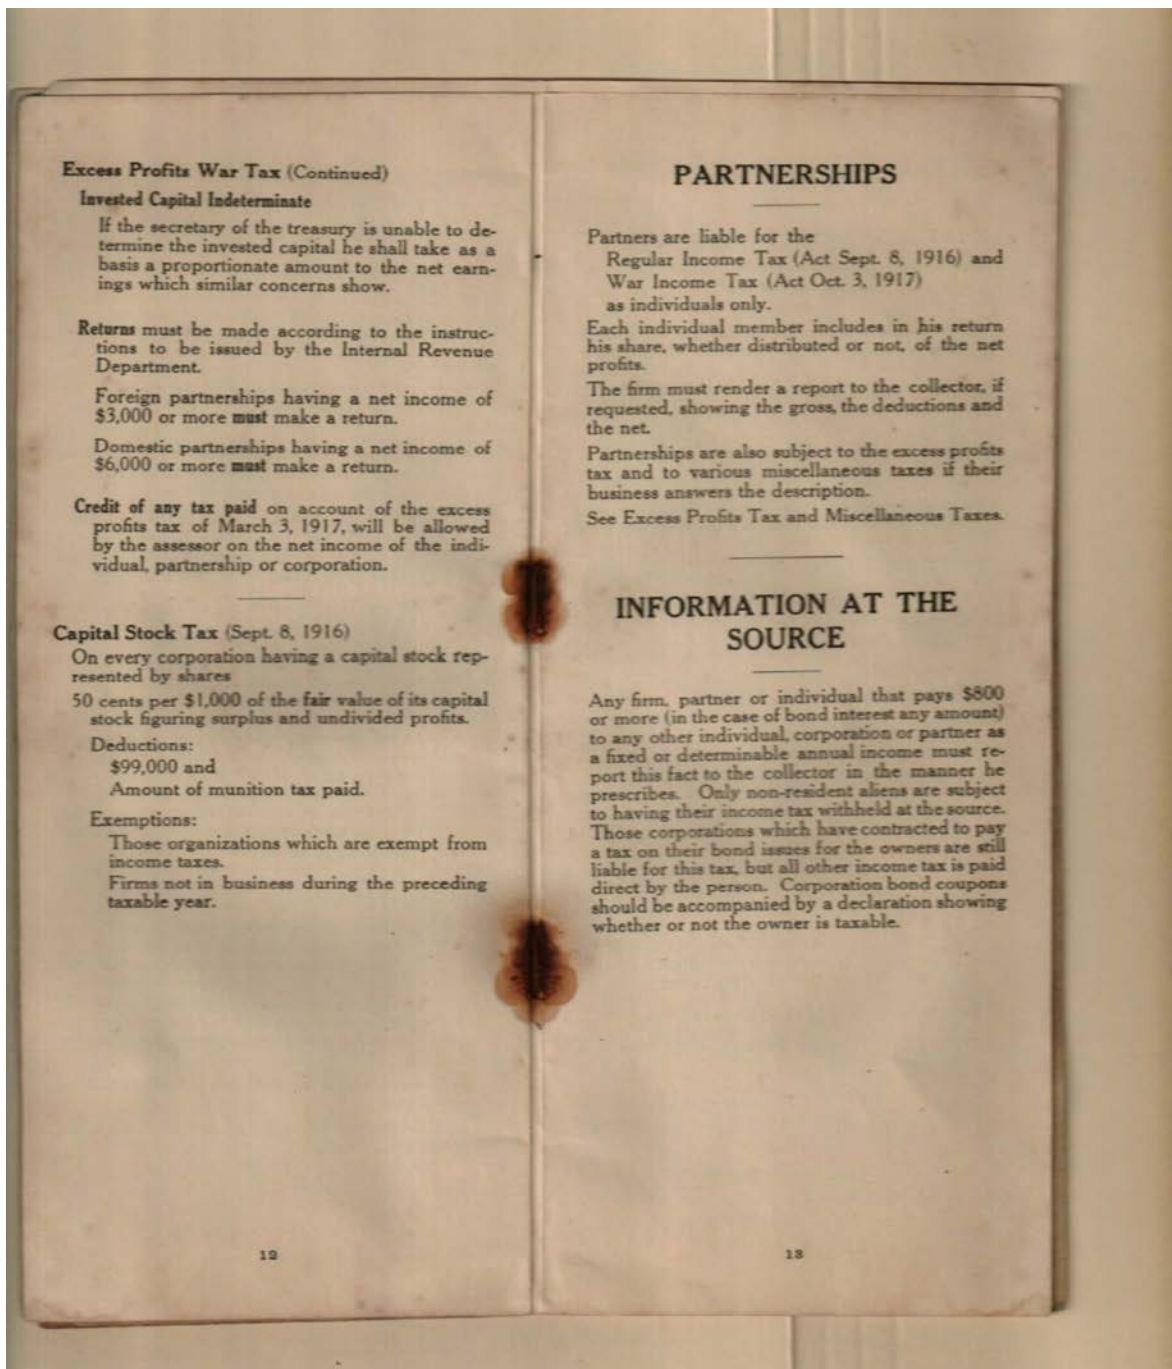 Excess Profits War Tax (Continued)
Invested Capital Indeterminate
If the secretary of the treasury is unable to de-
termine the invested capital he shall take as a
basis a proportionate amount to the net earn-
ings which similar concerns show.
Returns must be made according to the instruc-
tions to be issued by the Internal Revenue
Department.
Foreign partnerships having a net income of
$3,000 or more must make a return.
Domestic partnerships having a net income of
$6,000 or more must make a return.
Credit of any tax paid on account of the excess
profits tax of March 3, 1917, will be allowed
by the assessor on the net income of the indi-
vidual, partnership or corporation.
Capital Stock Tax (Sept. 8, 1916)
On every corporation having a capital stock rep-
resented by shares
50 cents per $1,000 of the fair value of its capital
stock figuring surplus and undivided profits.
Deductions:
$99,000 and
Amount of munition tax paid.
Exemptions:
Those organizations which are exempt from
income taxes.
Firms not in business during the preceding
taxable year.
12
PARTNERSHIPS
Partners are liable for the
Regular Income Tax (Act Sept. 8, 1916) and
War Income Tax (Act Oct. 3, 1917)
as individuals only.
Each individual member includes in his return
his share, whether distributed or not, of the net
profits.
The firm must render a report to the collector, if
requested, showing the gross, the deductions and
the net.
Partnerships are also subject to the excess profits
tax and to various miscellaneous taxes if their
business answers the description.
See Excess Profits Tax and Miscellaneous Taxes.
INFORMATION AT THE
SOURCE
Any firm, partner or individual that pays $800
or more (in the case of bond interest any amount)
to any other individual, corporation or partner as
a fixed or determinable annual income must re-
port this fact to the collector in the manner he
prescribes. Only non-resident aliens are subject
to having their income tax withheld at the source.
Those corporations which have contracted to pay
a tax on their bond issues for the owners are still
liable for this tax, but all other income tax is paid
direct by the person. Corporation bond coupons
should be accompanied by a declaration showing
whether or not the owner is taxable.
13